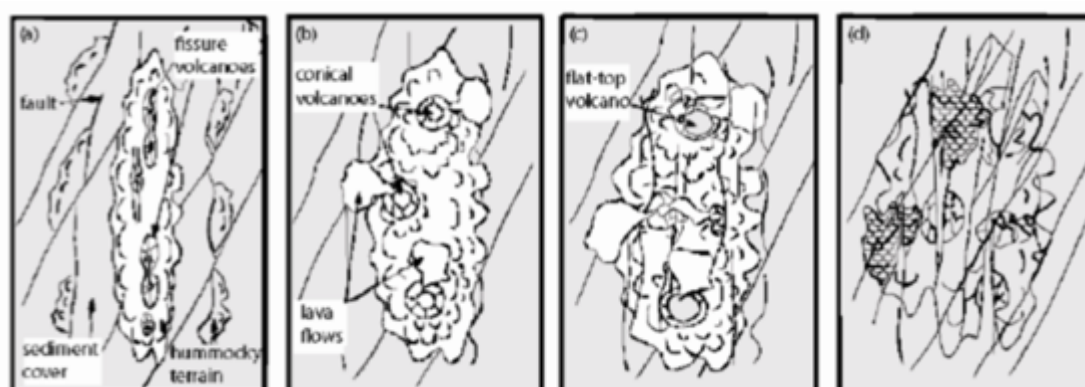 (a)
fissure
volcanoes
fault
sediment
cover
hummocky
terrain
(b)
conical
volcanoes
lava
flows
(c)
flat-top
volcano
(d)